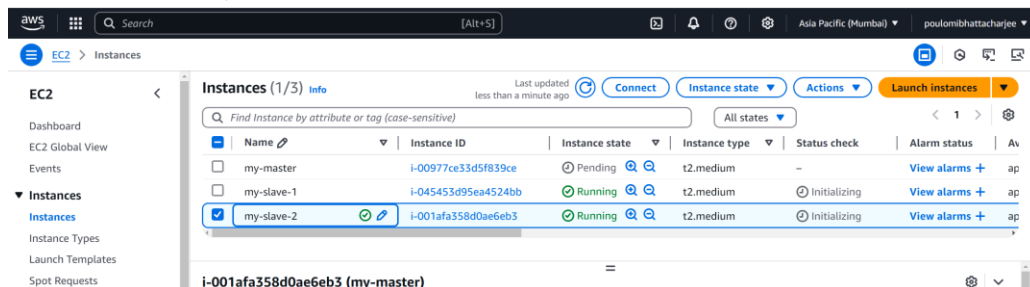 aws Search [Alt+S] Asia Pacific (Mumbai) ▼ poulomibhattacharjee ▼
EC2 > Instances
EC2
Dashboard
EC2 Global View
Events
▼ Instances
Instances
Instance Types
Launch Templates
Spot Requests
Instances (1/3) Info Last updated less than a minute ago Connect Instance state ▼ Actions ▼ Launch instances ▼
Find Instance by attribute or tag (case-sensitive) All states ▼ < 1 >
Name Instance ID Instance state Instance type Status check Alarm status Av
my-master i-00977ce33d5f839ce Pending t2.medium – View alarms + ap
my-slave-1 i-045453d95ea4524bb Running t2.medium Initializing View alarms + ap
my-slave-2 i-001afa358d0ae6eb3 Running t2.medium Initializing View alarms + ap
i-001afa358d0ae6eb3 (my-master)